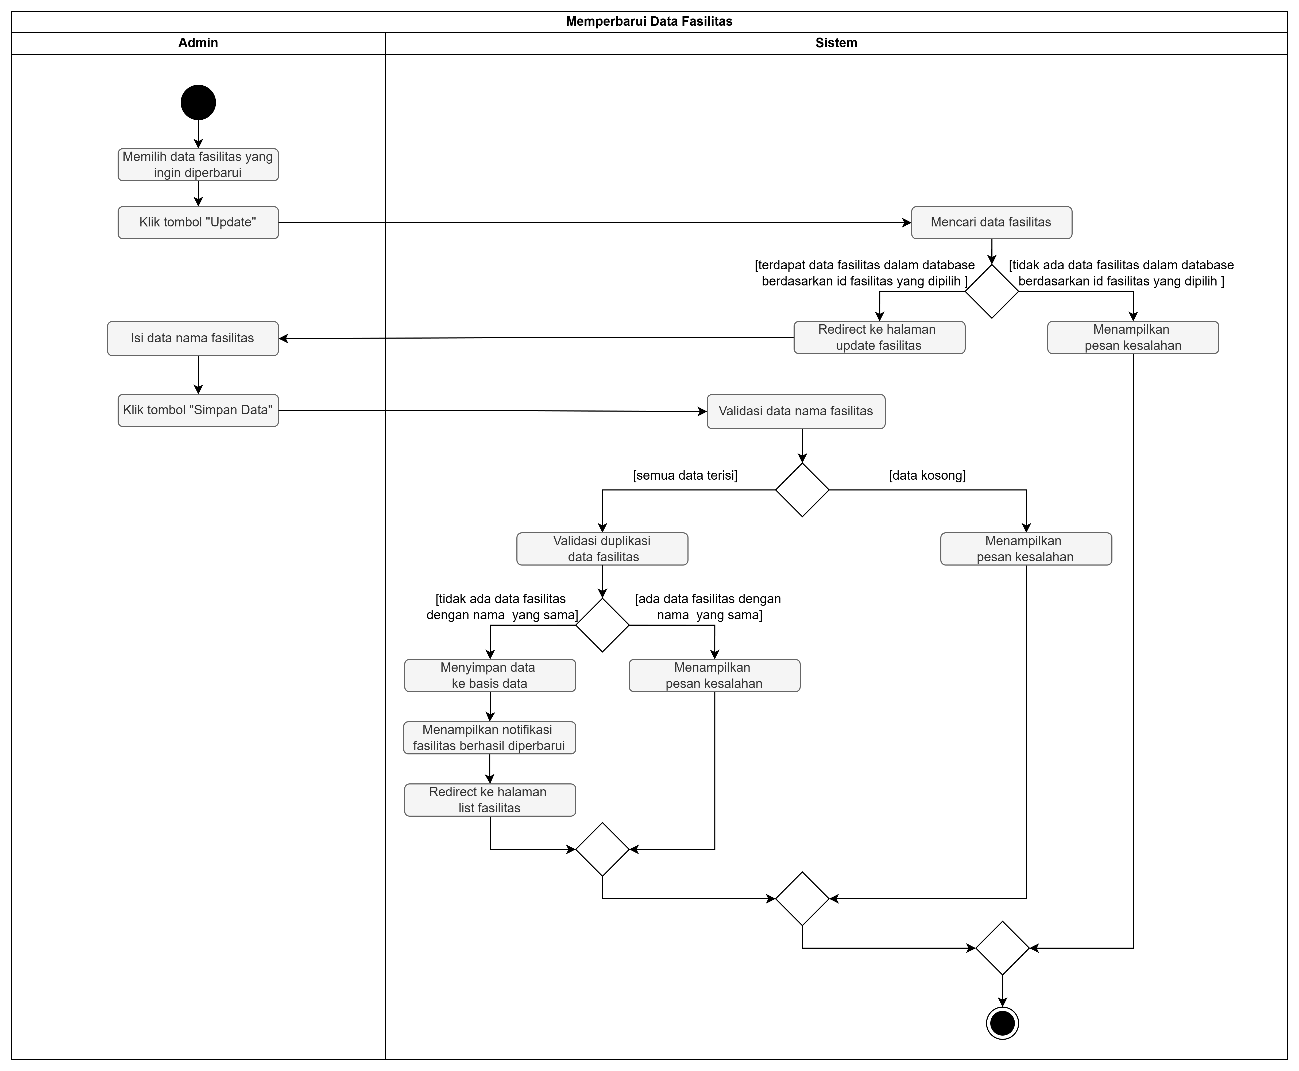 Memperbarui Data Fasilitas
Admin
Sistem
Memilih data fasilitas yang
ingin diperbarui
Klik tombol "Update"
Mencari data fasilitas
[terdapat data fasilitas dalam database
berdasarkan id fasilitas yang dipilih ]
[tidak ada data fasilitas dalam database
berdasarkan id fasilitas yang dipilih ]
Redirect ke halaman
update fasilitas
Menampilkan
pesan kesalahan
Isi data nama fasilitas
Klik tombol "Simpan Data"
Validasi data nama fasilitas
[semua data terisi]
[data kosong]
Validasi duplikasi
data fasilitas
Menampilkan
pesan kesalahan
[tidak ada data fasilitas
dengan nama  yang sama]
[ada data fasilitas dengan
nama  yang sama]
Menyimpan data
ke basis data
Menampilkan
pesan kesalahan
Menampilkan notifikasi
fasilitas berhasil diperbarui
Redirect ke halaman
list fasilitas